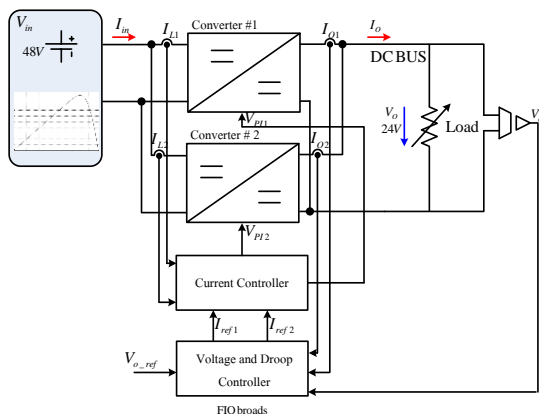 V_in
48V
I_in
I_L1
Converter #1
I_O1
I_o
DC BUS
V_PI1
Converter # 2
I_L2
I_O2
V_o
24V
Load
V_PI2
Current Controller
I_ref1
I_ref2
V_o_ref
Voltage and Droop
Controller
FIO broads